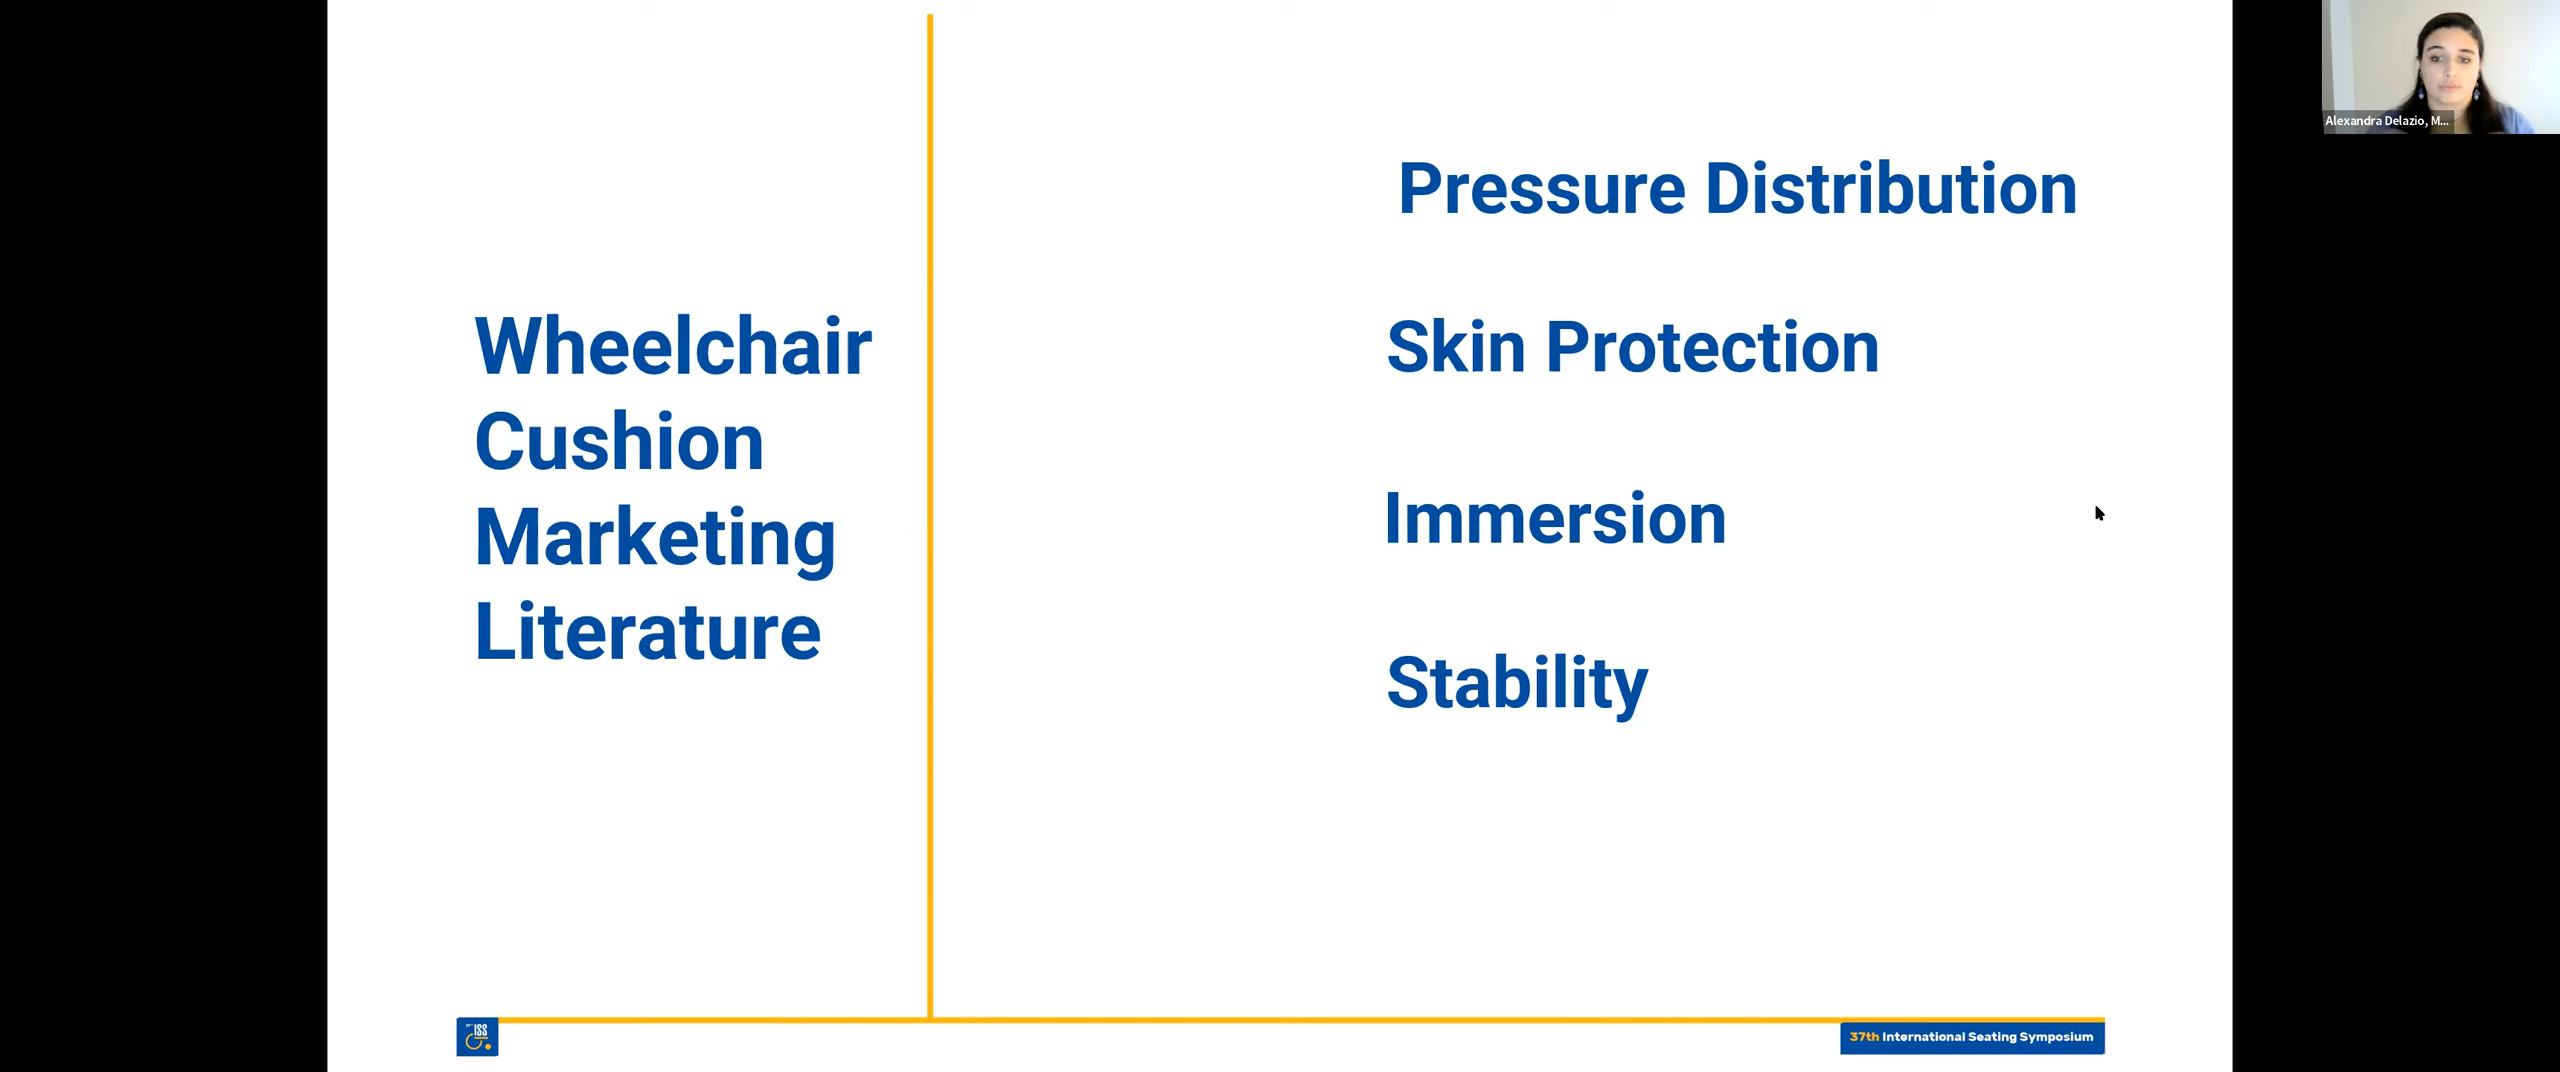 Wheelchair
Cushion
Marketing
Literature
Pressure Distribution
Skin Protection
Immersion
Stability
Alexandra Delazio, M...
ISS
37th International Seating Symposium